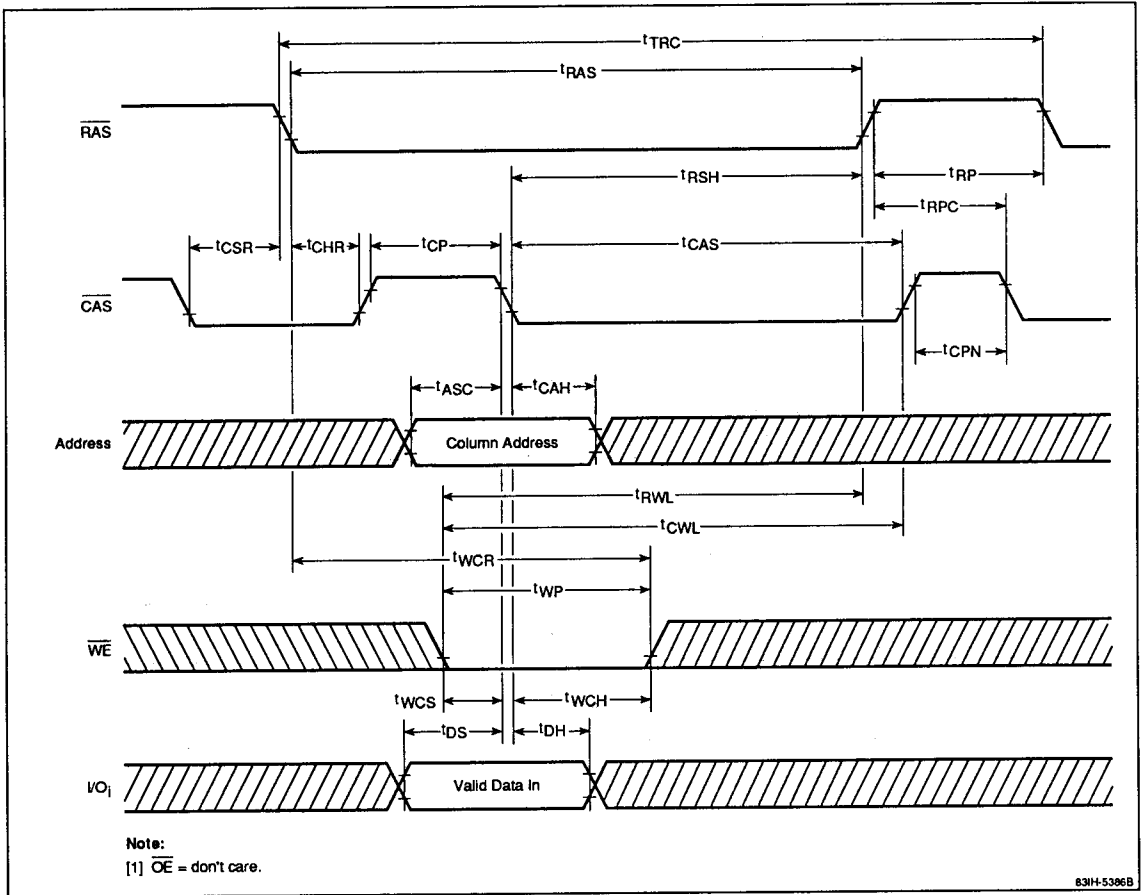 tTRC
tRAS
RAS
tRSH
tRP
tRPC
tCSR
tCHR
tCP
tCAS
CAS
tCPN
tASC
tCAH
Address
Column Address
tRWL
tCWL
tWCR
tWP
WE
tWCS
tWCH
tDS
tDH
I/Oi
Valid Data In
Note:
[1] OE = don't care.
83IH-5386B